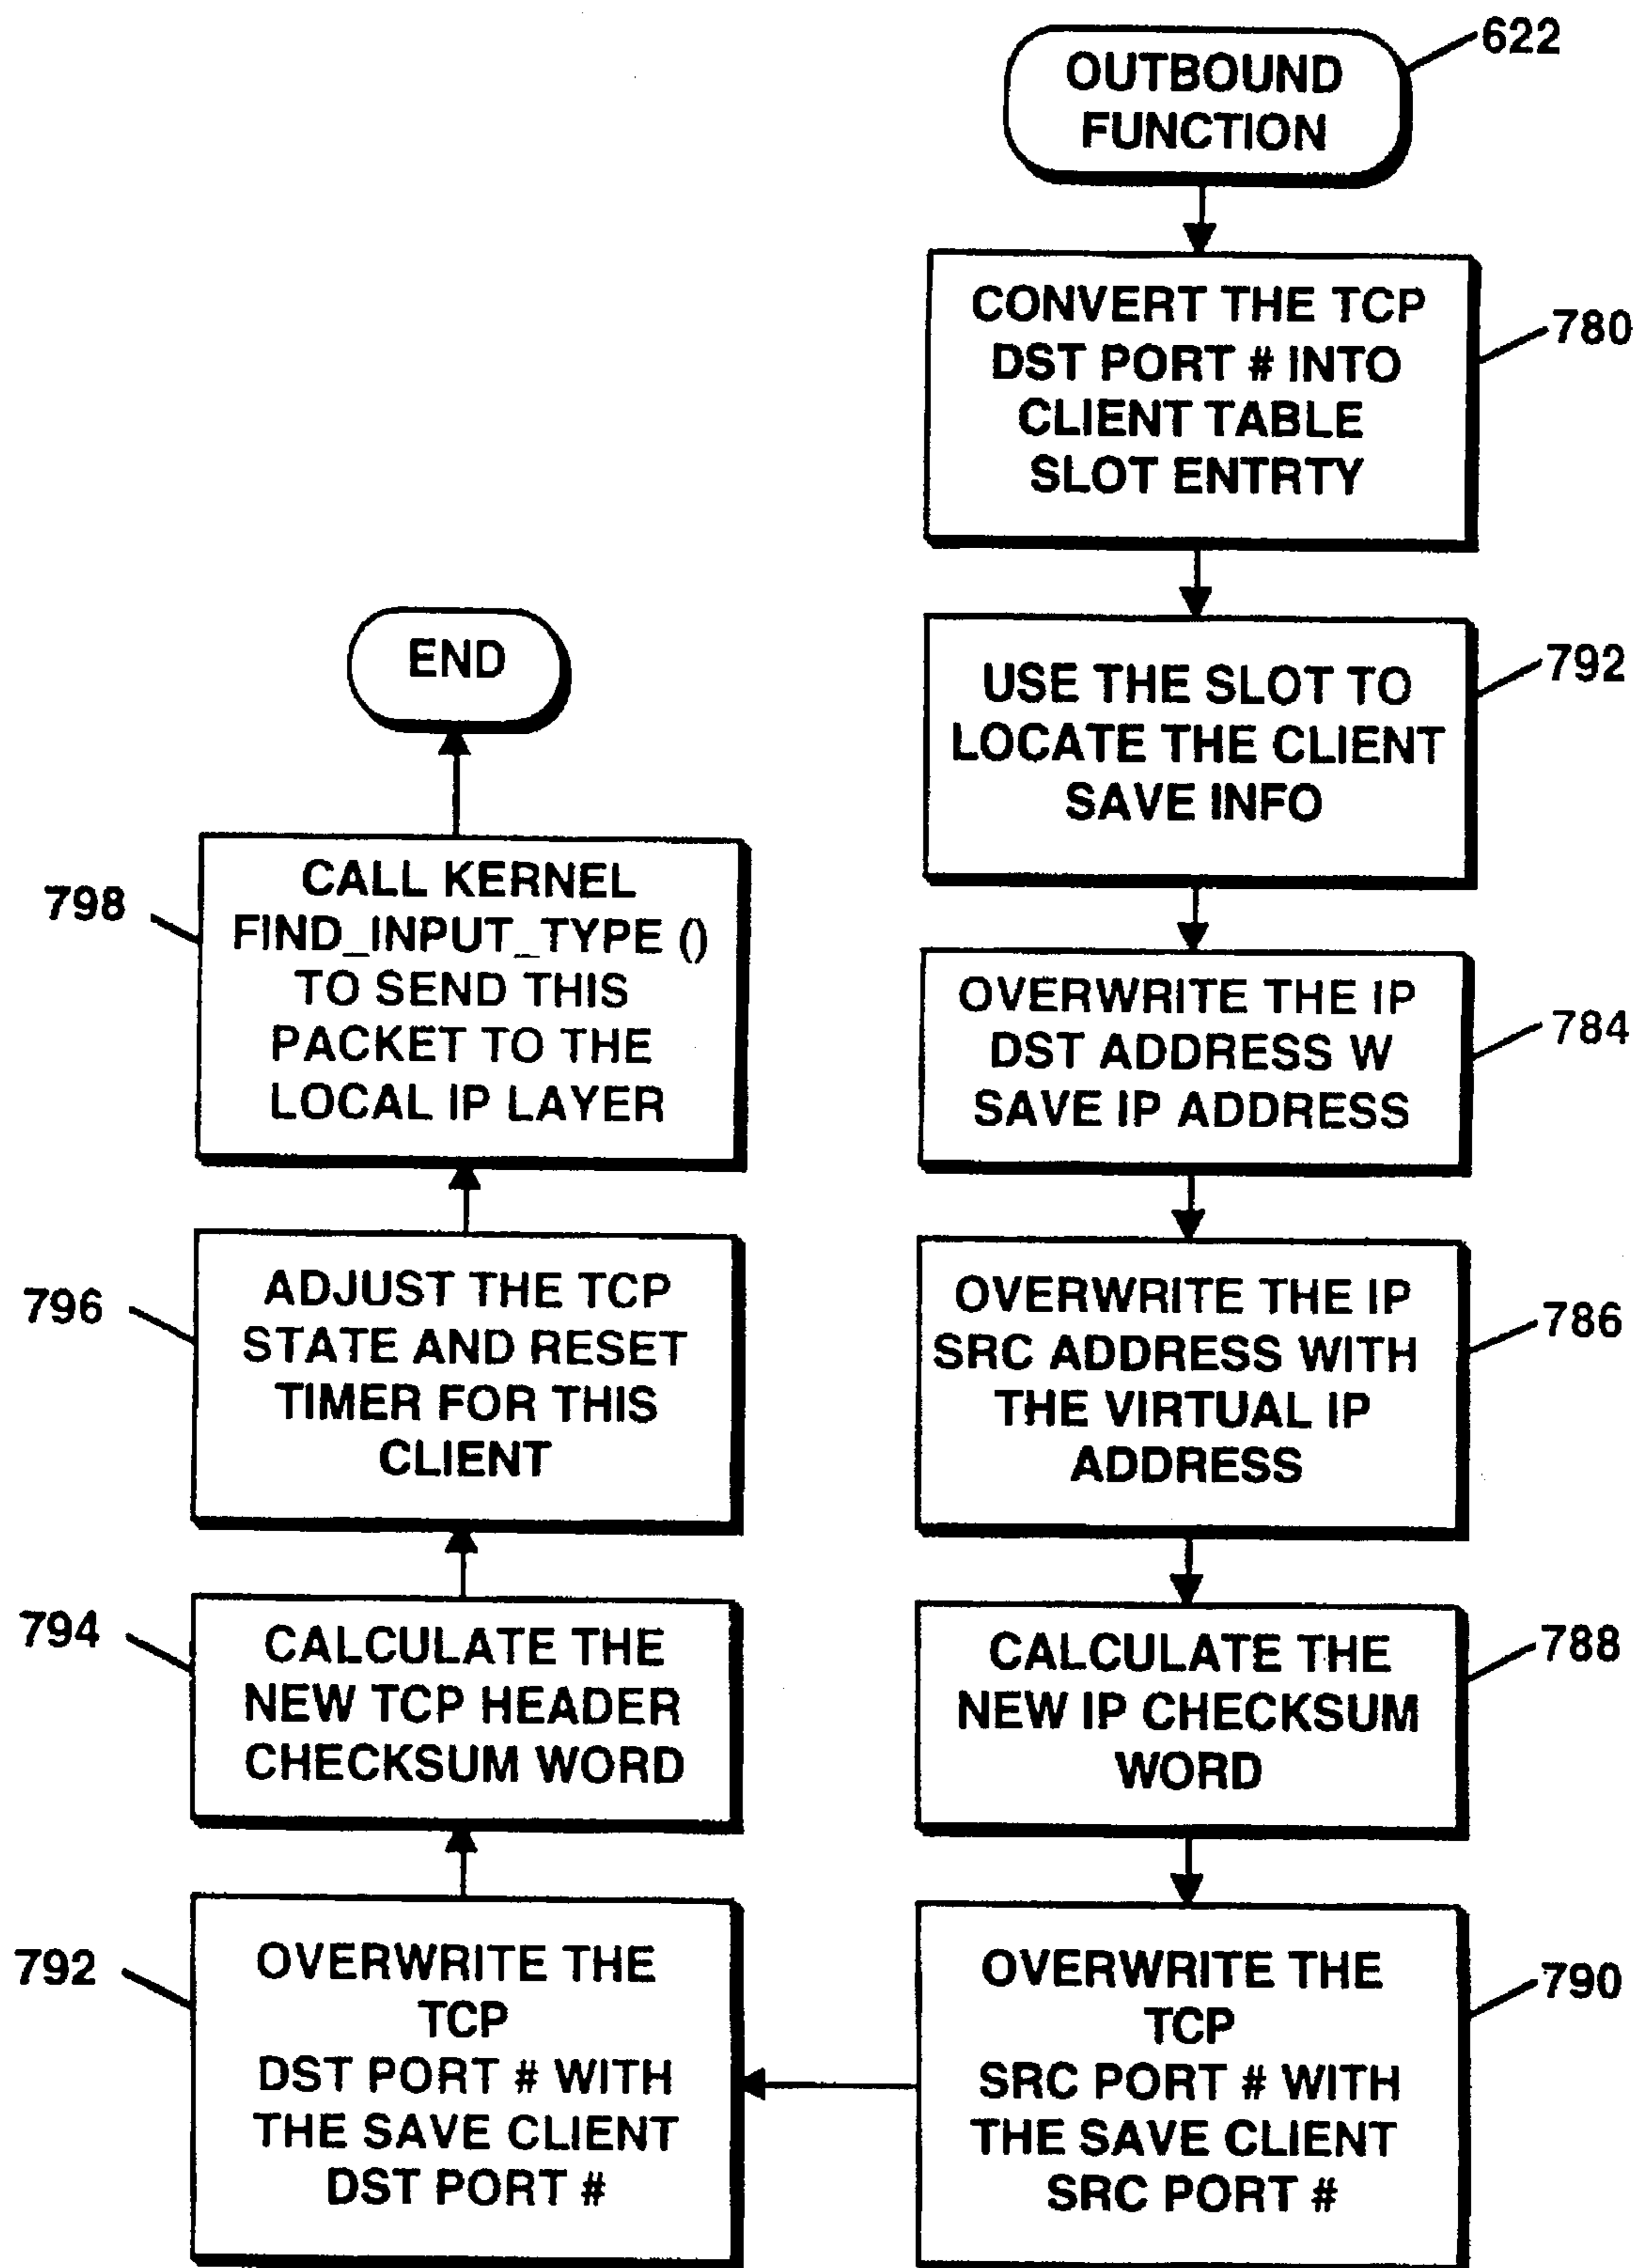 OUTBOUND
FUNCTION
622
CONVERT THE TCP
DST PORT # INTO
CLIENT TABLE
SLOT ENTRTY
780
USE THE SLOT TO
LOCATE THE CLIENT
SAVE INFO
792
OVERWRITE THE IP
DST ADDRESS W
SAVE IP ADDRESS
784
OVERWRITE THE IP
SRC ADDRESS WITH
THE VIRTUAL IP
ADDRESS
786
CALCULATE THE
NEW IP CHECKSUM
WORD
788
OVERWRITE THE
TCP
SRC PORT # WITH
THE SAVE CLIENT
SRC PORT #
790
792
OVERWRITE THE
TCP
DST PORT # WITH
THE SAVE CLIENT
DST PORT #
794
CALCULATE THE
NEW TCP HEADER
CHECKSUM WORD
796
ADJUST THE TCP
STATE AND RESET
TIMER FOR THIS
CLIENT
798
CALL KERNEL
FIND_INPUT_TYPE ()
TO SEND THIS
PACKET TO THE
LOCAL IP LAYER
END